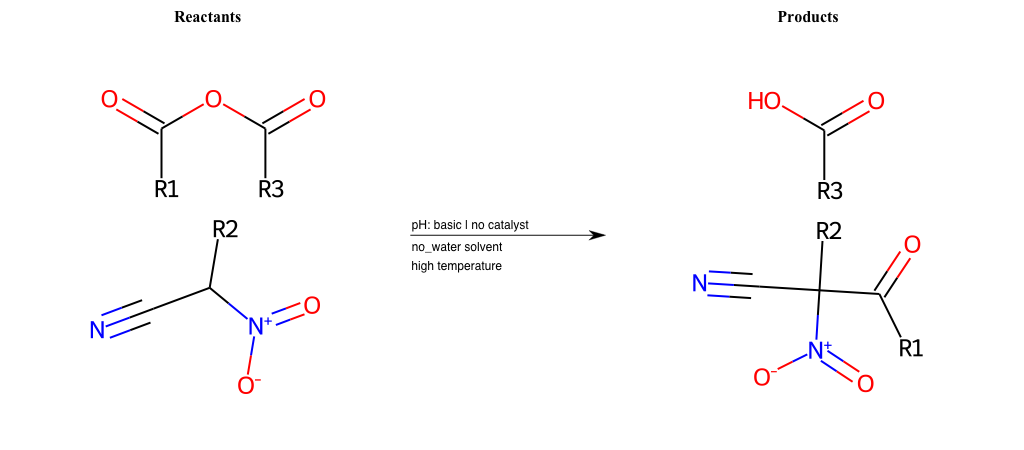 Reactants
Products
O
O
O
R1
R3
HO
O
R3
R2
N
N+
O
O-
pH: basic | no catalyst
no_water solvent
high temperature
R2
O
N
N+
O-
O
R1